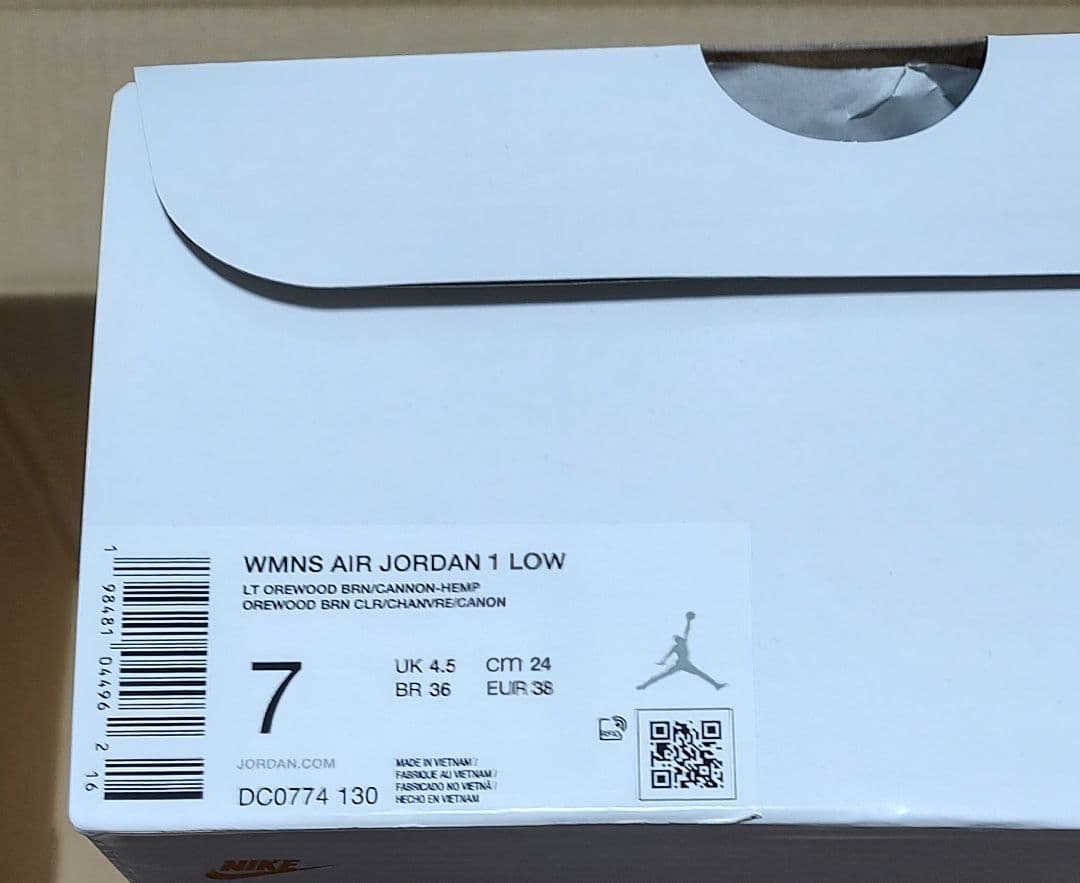 WMNS AIR JORDAN 1 LOW
LT OREWOOD BRN/CANNON-HEMP
OREWOOD BRN CLR/CHANVRE/CANON
7
UK 4.5 cm 24
BR 36 EUR 38
RFID
JORDAN.COM
DC0774 130
MADE IN VIETNAM /
FABRIQUE AU VIETNAM /
FABRICADO NO VIETNÃ /
HECHO EN VIETNAM
1 98481 04496 2 16
NIKE